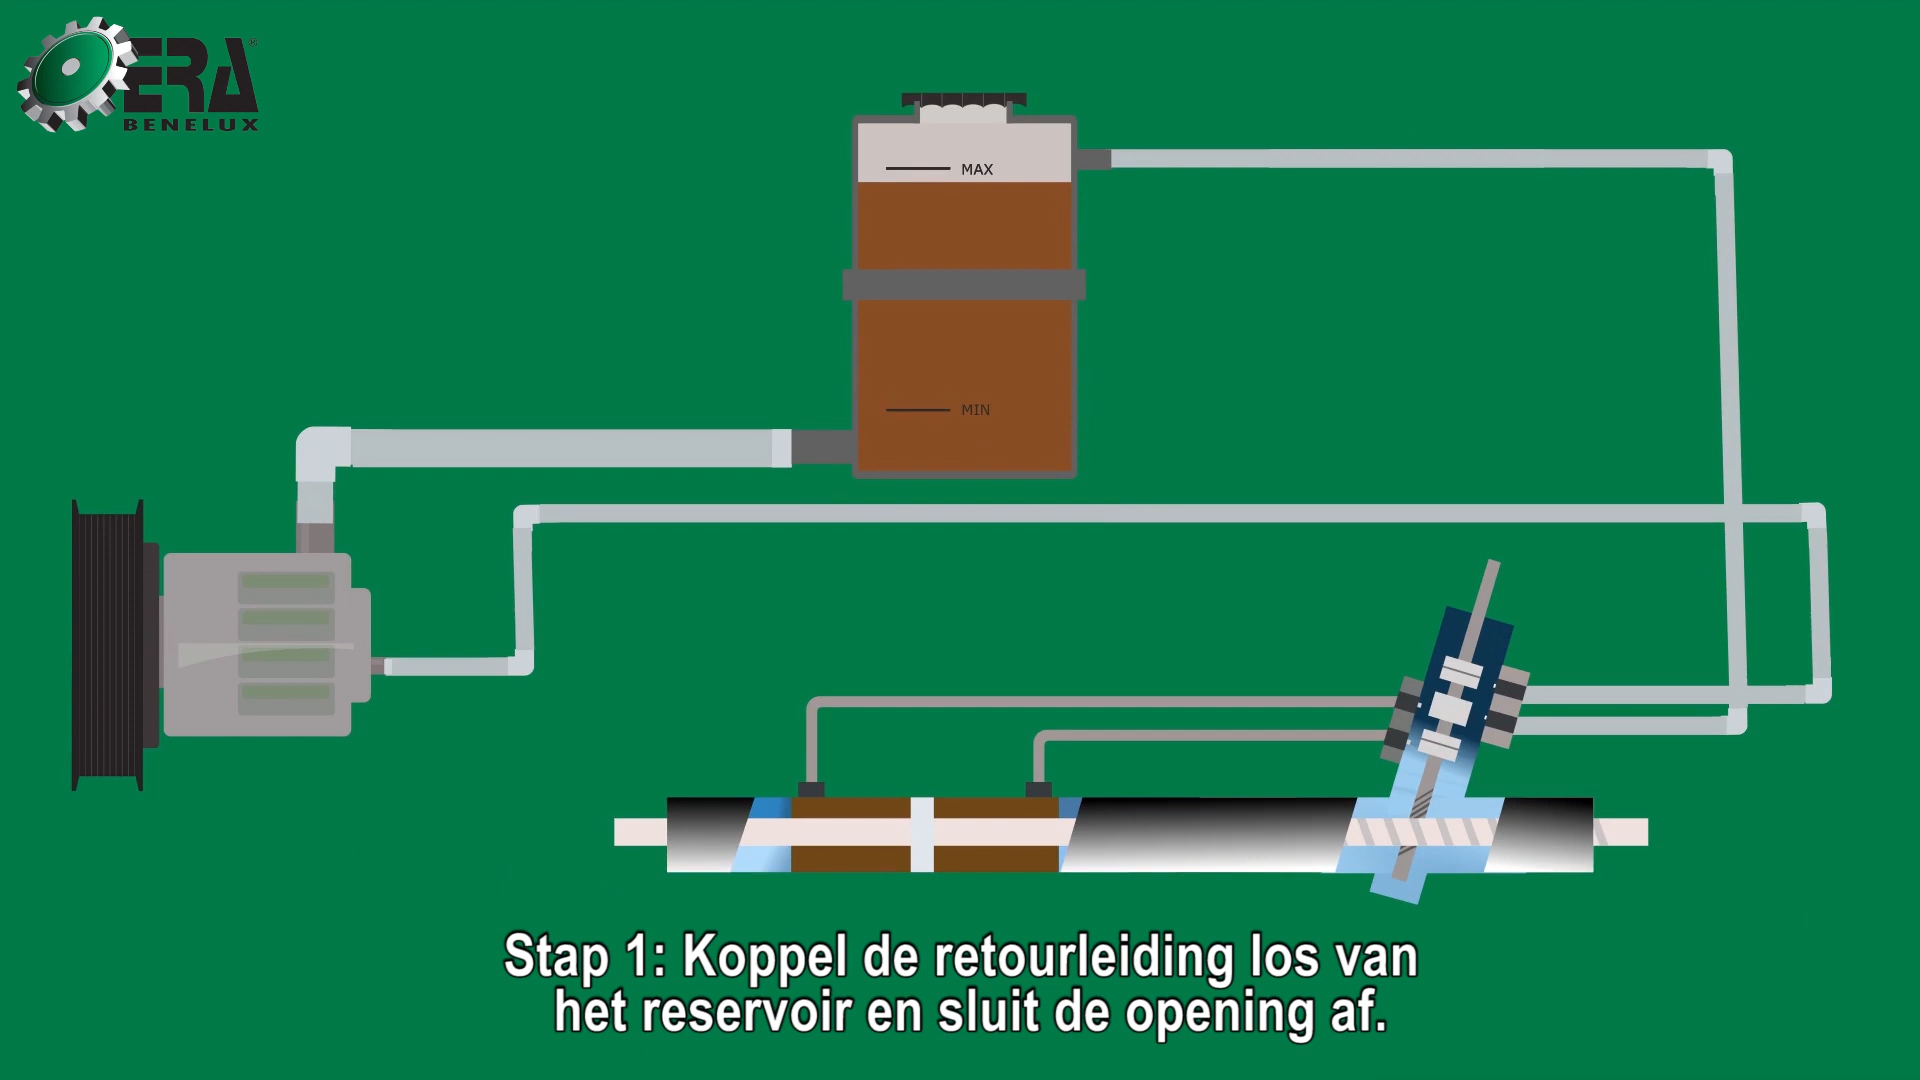 ERA®
BENELUX
MAX
MIN
Stap 1: Koppel de retourleiding los van
het reservoir en sluit de opening af.